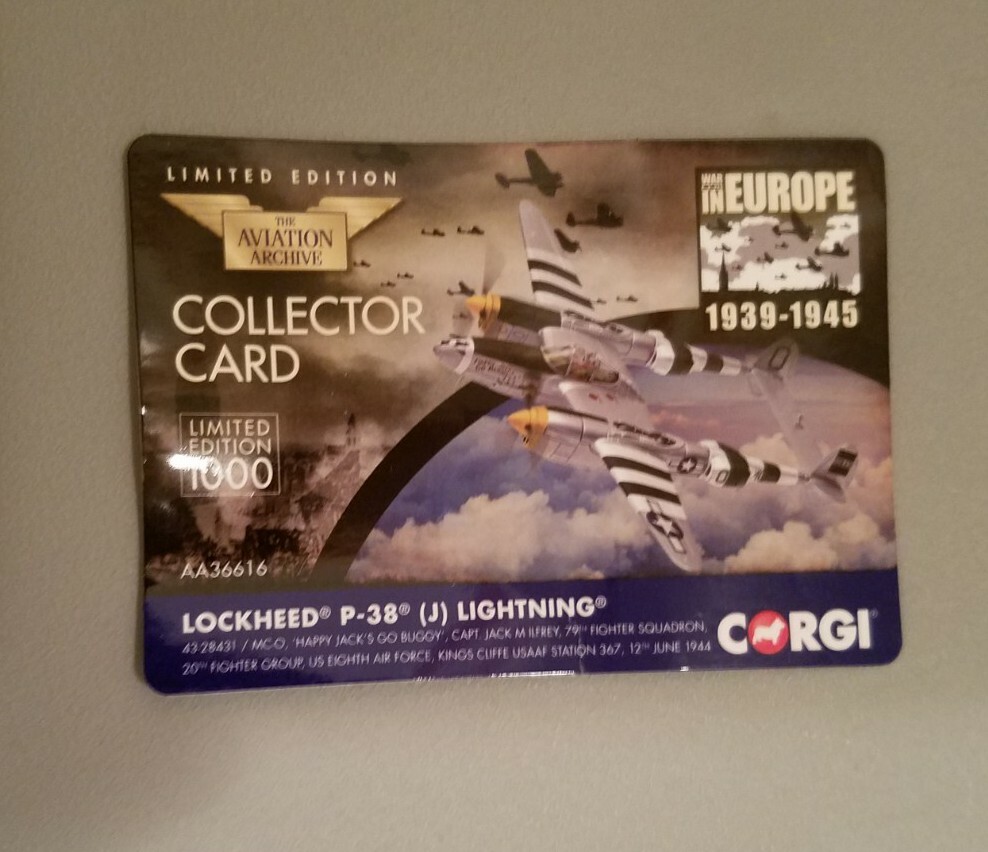 LIMITED EDITION
THE
AVIATION
ARCHIVE
COLLECTOR
CARD
LIMITED
EDITION
1000
AA36616
WAR
IN EUROPE
1939-1945
LOCKHEED® P-38® (J) LIGHTNING®
43-28431 / MC-O, 'HAPPY JACK'S GO BUGGY', CAPT. JACK M ILFREY, 79TH FIGHTER SQUADRON,
20TH FIGHTER GROUP, US EIGHTH AIR FORCE, KINGS CLIFFE USAAF STATION 367, 12TH JUNE 1944
CORGI®